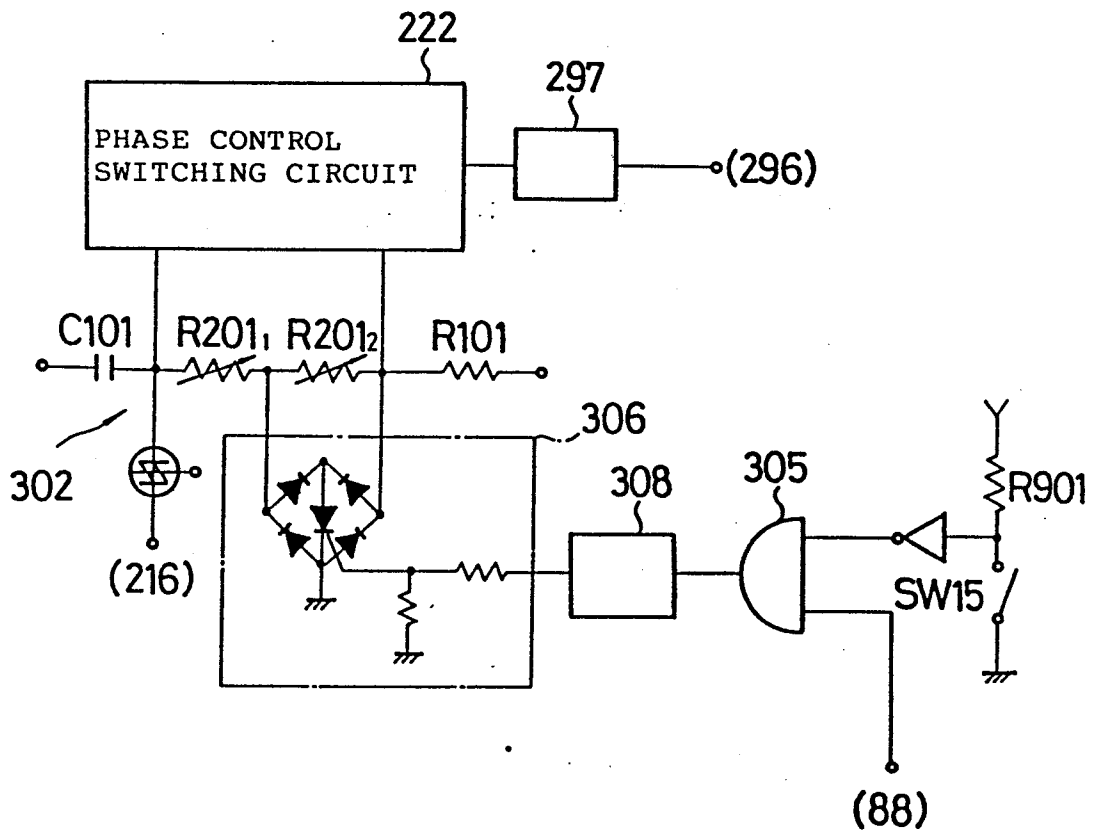 222
297
PHASE CONTROL
SWITCHING CIRCUIT
(296)
C101 R201₁ R201₂ R101
306
302
308
305
R901
(216)
SW15
(88)